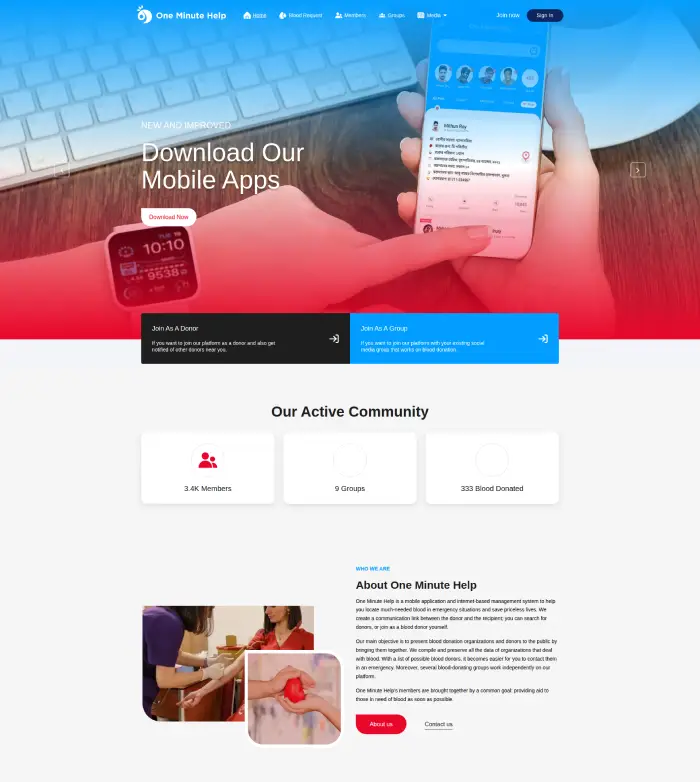 One Minute Help
Home
Blood Request
Members
Groups
Media
Join now
Sign In
NEW AND IMPROVED
Download Our
Mobile Apps
Download Now
10:10
9538
Join As A Donor
If you want to join our platform as a donor and also get
notified of other donors near you.
Join As A Group
If you want to join our platform with your existing social
media group that works on blood donation.
Our Active Community
3.4K Members
9 Groups
333 Blood Donated
WHO WE ARE
About One Minute Help
One Minute Help is a mobile application and internet-based management system to help
you locate much-needed blood in emergency situations and save priceless lives. We
create a communication link between the donor and the recipient; you can search for
donors, or join as a blood donor yourself.
Our main objective is to present blood donation organizations and donors to the public by
bringing them together. We compile and preserve all the data of organizations that deal
with blood. With a list of possible blood donors, it becomes easier for you to contact them
in an emergency. Moreover, several blood-donating groups work independently on our
platform.
One Minute Help's members are brought together by a common goal: providing aid to
those in need of blood as soon as possible.
About us
Contact us